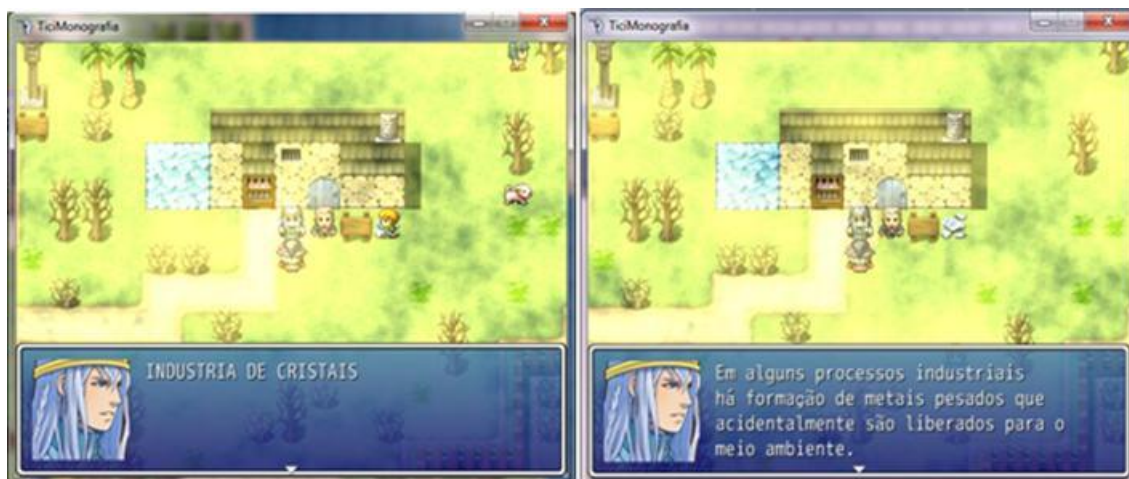 TiciMonografia
INDUSTRIA DE CRISTAIS
TiciMonografia
Em alguns processos industriais
há formação de metais pesados que
acidentalmente são liberados para o
meio ambiente.